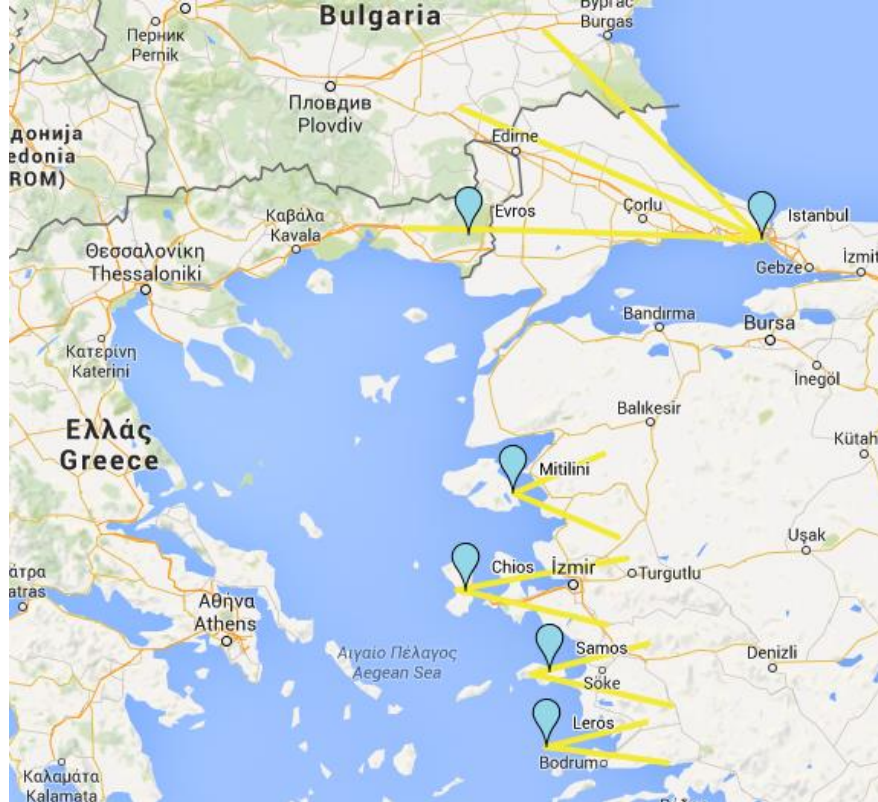 Bulgaria
Бургас
Burgas
Перник
Pernik
Пловдив
Plovdiv
Edirne
ROM)
Καβάλα
Kavala
Evros
Çorlu
Istanbul
Θεσσαλονίκη
Thessaloniki
Gebze
İzmit
Bandırma
Bursa
Κατερίνη
Katerini
İnegöl
Balıkesir
Ελλάς
Greece
Kütah
Mitilini
Uşak
Chios
İzmir
Turgutlu
άτρα
atras
Αθήνα
Athens
Αιγαίο Πέλαγος
Aegean Sea
Samos
Denizli
Söke
Leros
Bodrum
Καλαμάτα
Kalamata